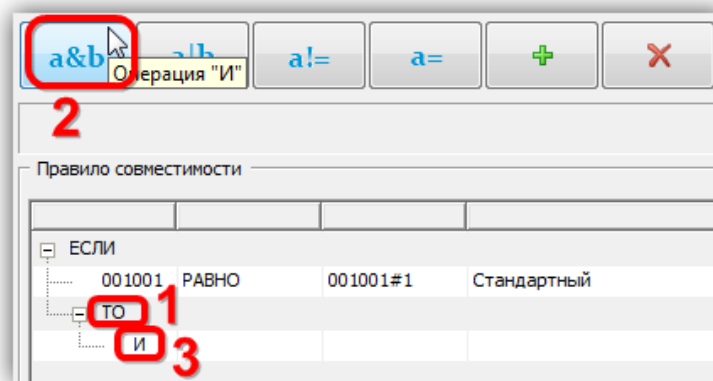 a&b a|b a!= a=
Операция "И"
2
Правило совместимости
ЕСЛИ
001001 РАВНО 001001#1 Стандартный
ТО 1
И 3